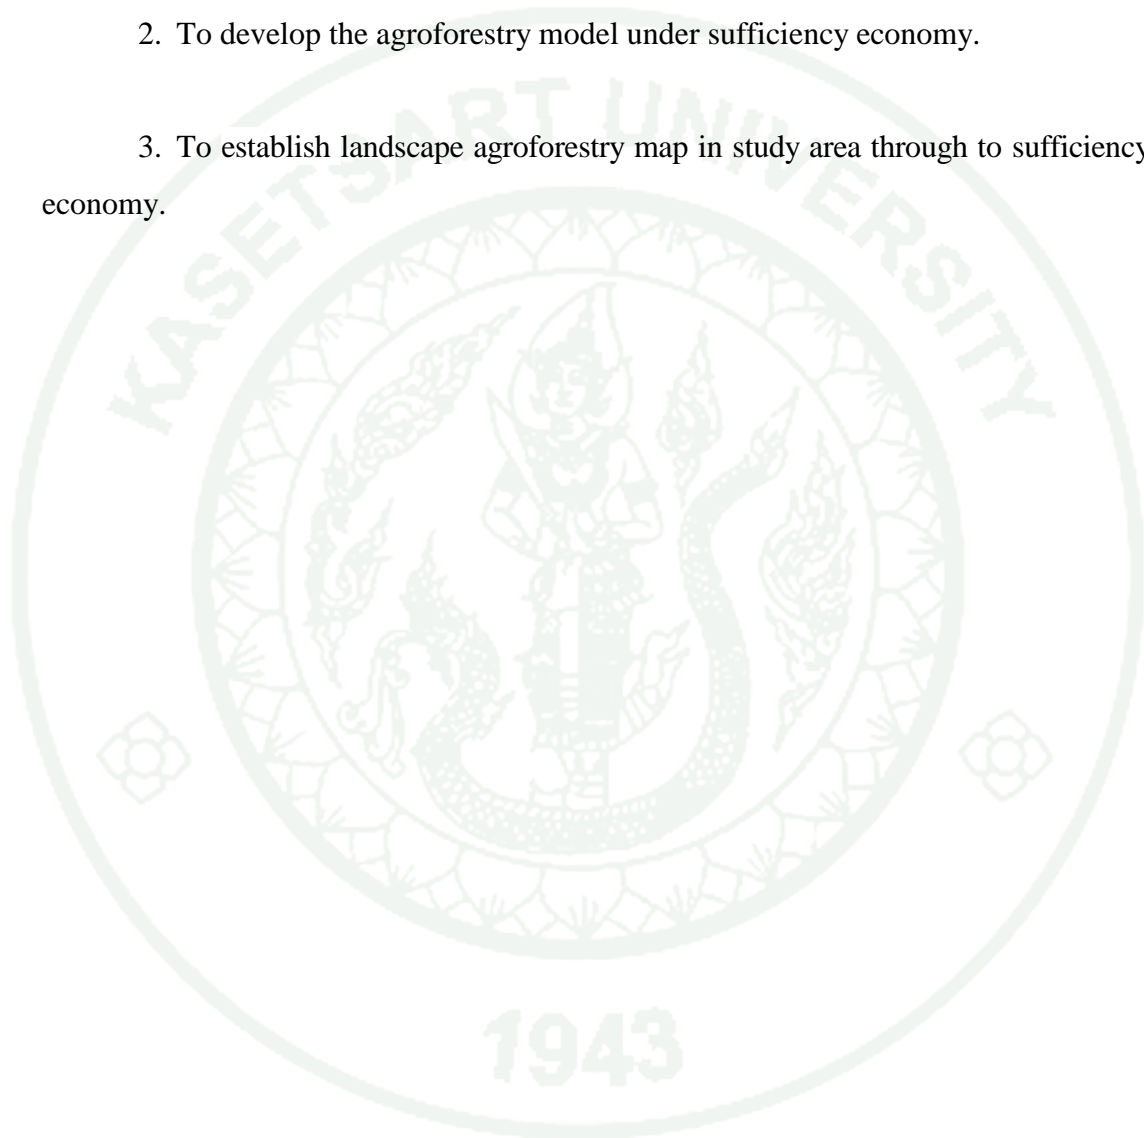 2. To develop the agroforestry model under sufficiency economy.
3. To establish landscape agroforestry map in study area through to sufficiency
economy.
KASETSART UNIVERSITY
1943